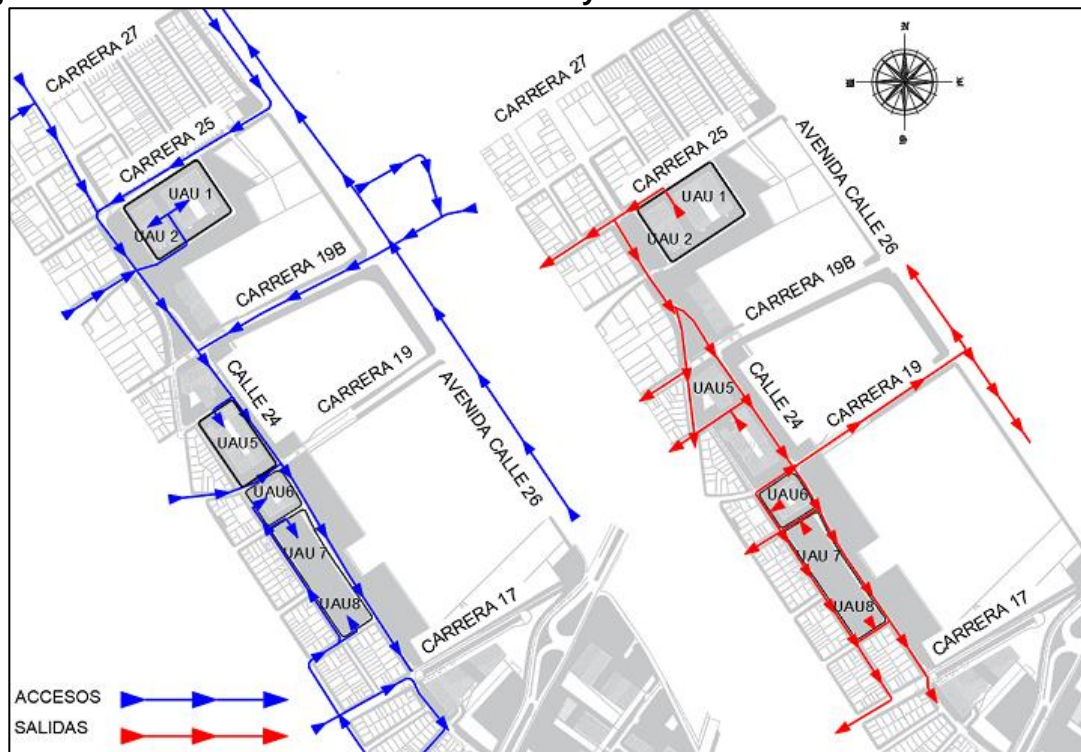 CARRERA 27
CARRERA 25
UAU 1
UAU 2
CARRERA 19B
CALLE 24
CARRERA 19
AVENIDA CALLE 26
UAU5
UAU6
UAU 7
UAU8
CARRERA 17
ACCESOS
SALIDAS
N
E
CARRERA 27
CARRERA 25
AVENIDA CALLE 26
UAU 1
UAU 2
CARRERA 19B
UAU5
CALLE 24
CARRERA 19
UAU6
UAU 7
UAU8
CARRERA 17